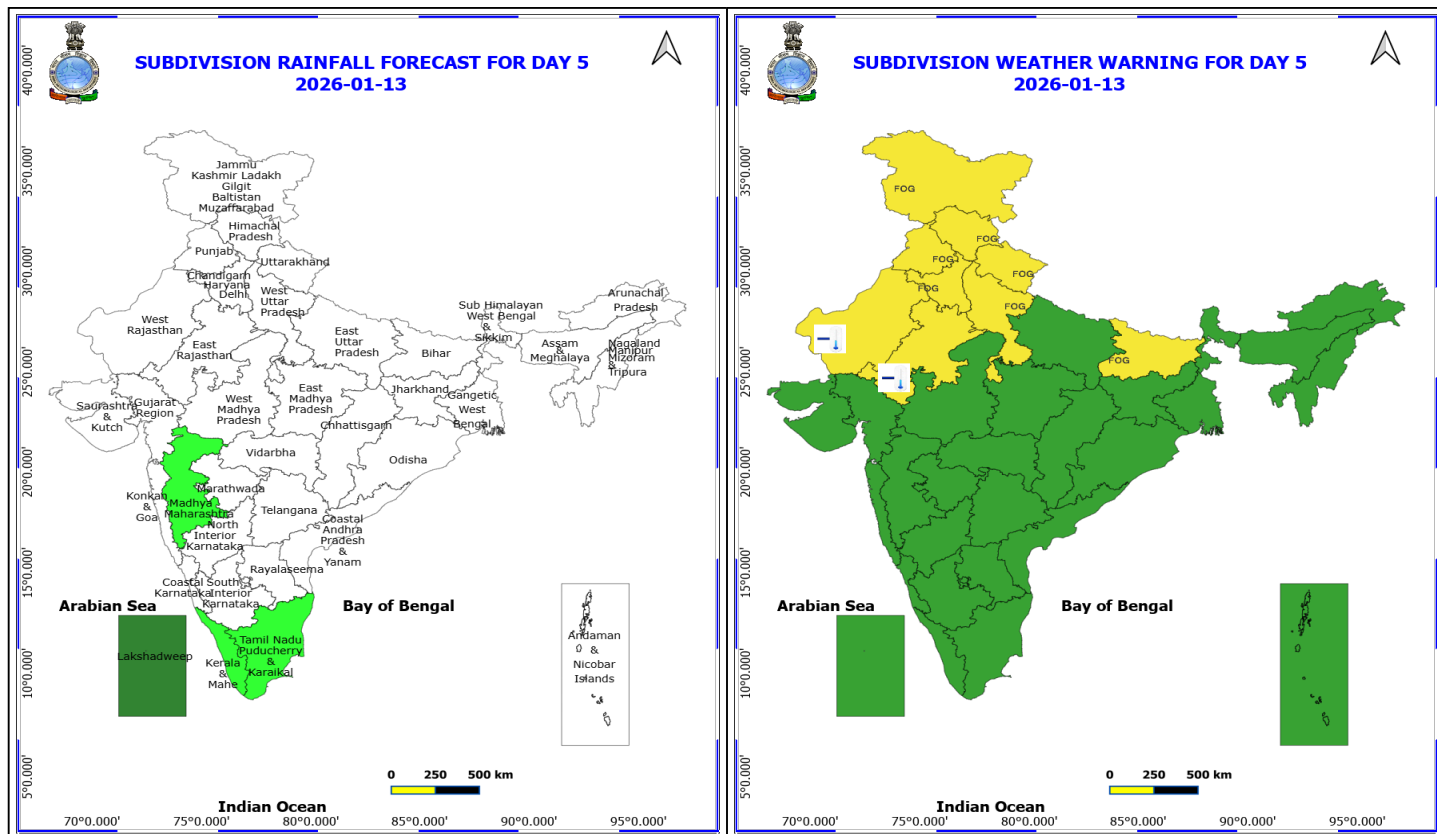 SUBDIVISION RAINFALL FORECAST FOR DAY 5
2026-01-13
40°0.000'
35°0.000'
30°0.000'
25°0.000'
20°0.000'
15°0.000'
10°0.000'
5°0.000'
Jammu
Kashmir Ladakh
Gilgit
Baltistan
Muzaffarabad
Himachal
Pradesh
Punjab
Uttarakhand
Chandigarh
Haryana
Delhi
West
Uttar
Pradesh
West
Rajasthan
East
Rajasthan
East
Uttar
Pradesh
Bihar
Sub Himalayan
West Bengal
&
Sikkim
Arunachal
Pradesh
Assam
&
Meghalaya
Nagaland
Manipur
Mizoram
&
Tripura
Saurashtra
&
Kutch
Gujarat
Region
West
Madhya
Pradesh
East
Madhya
Pradesh
Jharkhand
Gangetic
West
Bengal
Chhattisgarh
Vidarbha
Odisha
Konkan
&
Goa
Madhya
Maharashtra
Marathwada
Telangana
North
Interior
Karnataka
Coastal
Andhra
Pradesh
&
Yanam
Rayalaseema
Coastal
Karnataka
South
Interior
Karnataka
Arabian Sea
Bay of Bengal
Lakshadweep
Kerala
&
Mahe
Tamil Nadu
Puducherry
&
Karaikal
Andaman
&
Nicobar
Islands
0 250 500 km
Indian Ocean
70°0.000' 75°0.000' 80°0.000' 85°0.000' 90°0.000' 95°0.000'
SUBDIVISION WEATHER WARNING FOR DAY 5
2026-01-13
40°0.000'
35°0.000'
30°0.000'
25°0.000'
20°0.000'
15°0.000'
10°0.000'
5°0.000'
FOG
FOG
FOG
FOG
FOG
FOG
FOG
Arabian Sea
Bay of Bengal
0 250 500 km
Indian Ocean
70°0.000' 75°0.000' 80°0.000' 85°0.000' 90°0.000' 95°0.000'